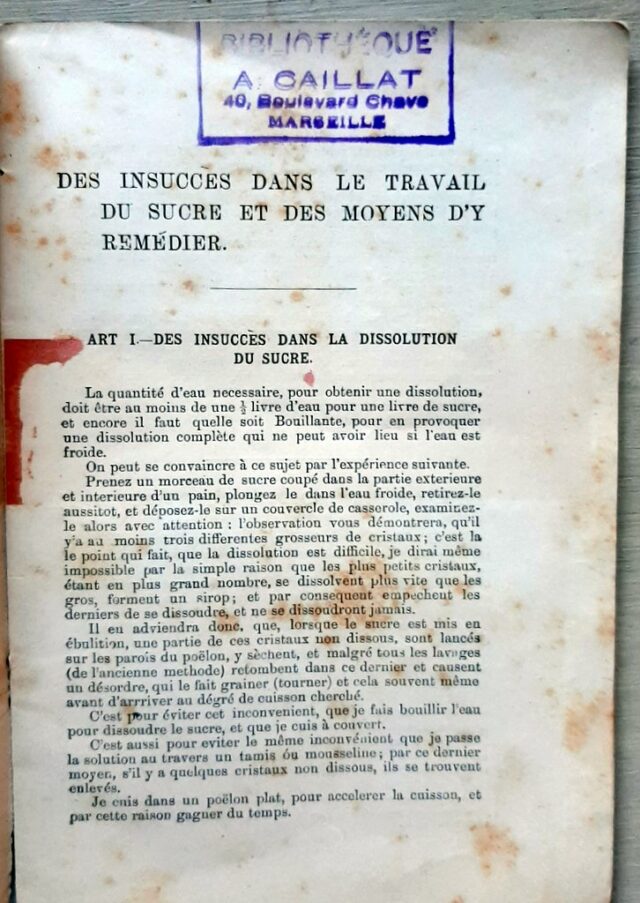 BIBLIOTHÈQUE
A. CAILLAT
40, Boulevard Chave
MARSEILLE
DES INSUCCÈS DANS LE TRAVAIL
DU SUCRE ET DES MOYENS D'Y
REMÉDIER.
ART I.—DES INSUCCÈS DANS LA DISSOLUTION
DU SUCRE.
La quantité d'eau necessaire, pour obtenir une dissolution,
doit être au moins de une ½ livre d'eau pour une livre de sucre,
et encore il faut quelle soit Bouillante, pour en provoquer
une dissolution complète qui ne peut avoir lieu si l'eau est
froide.
On peut se convaincre à ce sujet par l'expérience suivante.
Prenez un morceau de sucre coupé dans la partie exterieure
et interieure d'un pain, plongez le dans l'eau froide, retirez-le
aussitot, et déposez-le sur un couvercle de casserole, examinez-
le alors avec attention : l'observation vous démontrera, qu'il
y'a au moins trois differentes grosseurs de cristaux ; c'est la
le point qui fait, que la dissolution est difficile, je dirai même
impossible par la simple raison que les plus petits cristaux,
étant en plus grand nombre, se dissolvent plus vite que les
gros, forment un sirop ; et par consequent empechent les
derniers de se dissoudre, et ne se dissoudront jamais.
Il en adviendra donc, que, lorsque le sucre est mis en
ébulition, une partie de ces cristaux non dissous, sont lancés
sur les parois du poëlon, y sèchent, et malgré tous les lavages
(de l'ancienne methode) retombent dans ce dernier et causent
un désordre, qui le fait grainer (tourner) et cela souvent même
avant d'arrriver au dégré de cuisson cherché.
C'est pour éviter cet inconvenient, que je fais bouillir l'eau
pour dissoudre le sucre, et que je cuis à couvert.
C'est aussi pour eviter le même inconvénient que je passe
la solution au travers un tamis óu mousseline ; par ce dernier
moyen, s'il y a quelques cristaux non dissous, ils se trouvent
enlevés.
Je cuis dans un poëlon plat, pour accelerer la cuisson, et
par cette raison gagner du temps.